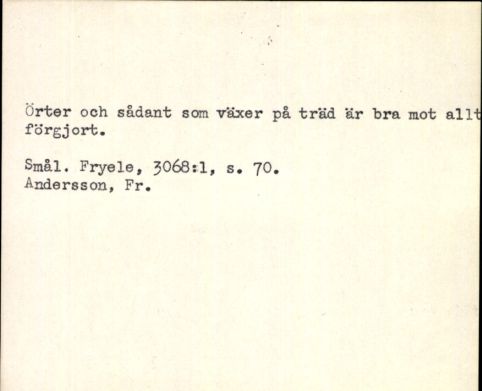 Örter och sådant som växer på träd är bra mot allt
förgjort.
Smål. Fryele, 3068:1, s. 70.
Andersson, Fr.